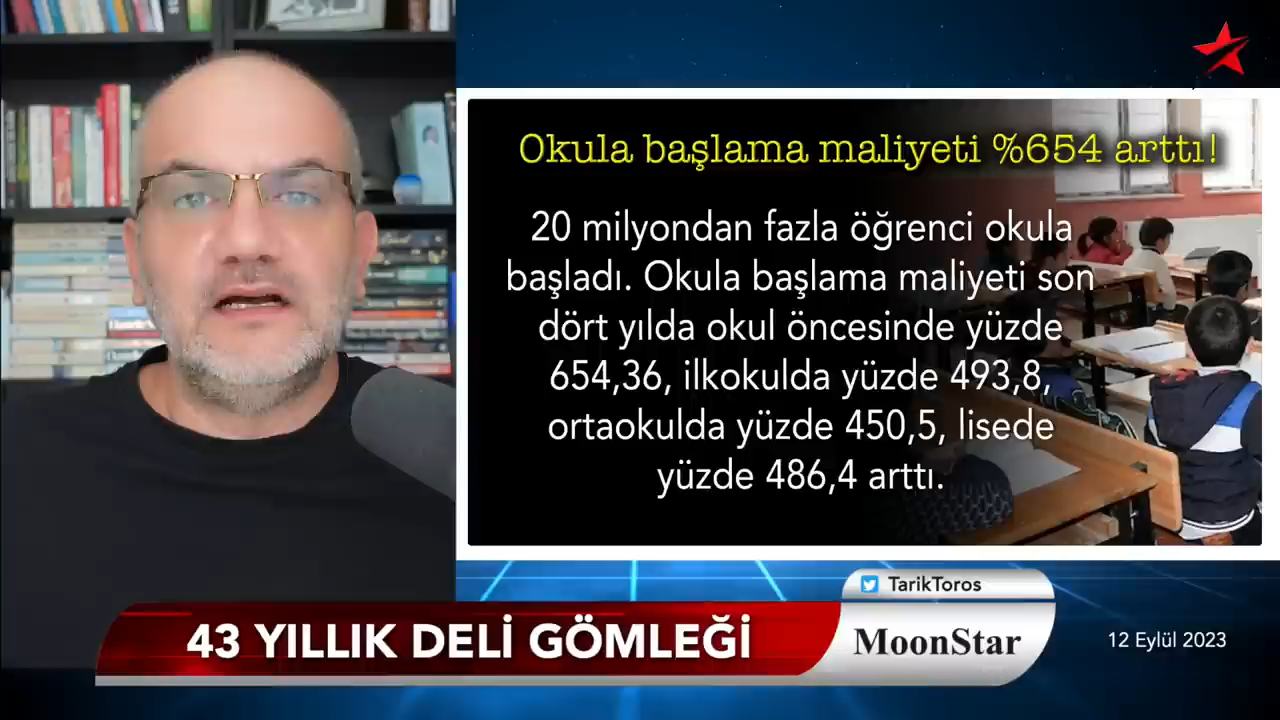 Okula başlama maliyeti %654 arttı!
20 milyondan fazla öğrenci okula
başladı. Okula başlama maliyeti son
dört yılda okul öncesinde yüzde
654,36, ilkokulda yüzde 493,8,
ortaokulda yüzde 450,5, lisede
yüzde 486,4 arttı.
TarikToros
43 YILLIK DELİ GÖMLEĞİ
MoonStar
12 Eylül 2023